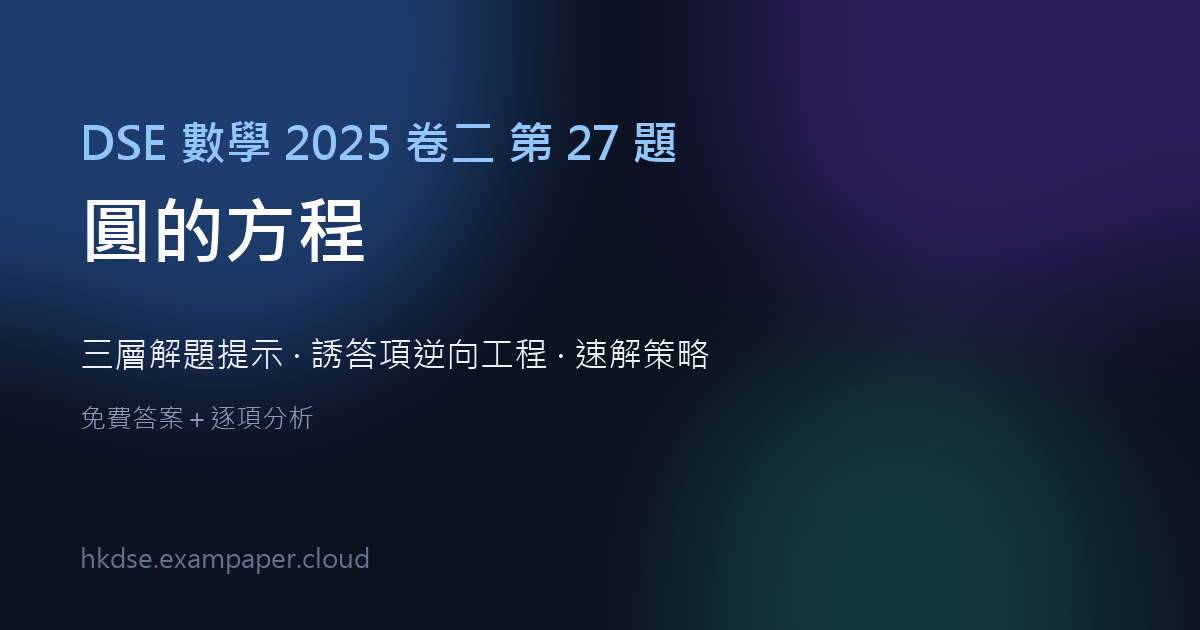 DSE 數學 2025 卷二 第 27 題
圓的方程
三層解題提示 · 誘答項逆向工程 · 速解策略
免費答案 + 逐項分析
hkdse.exampaper.cloud